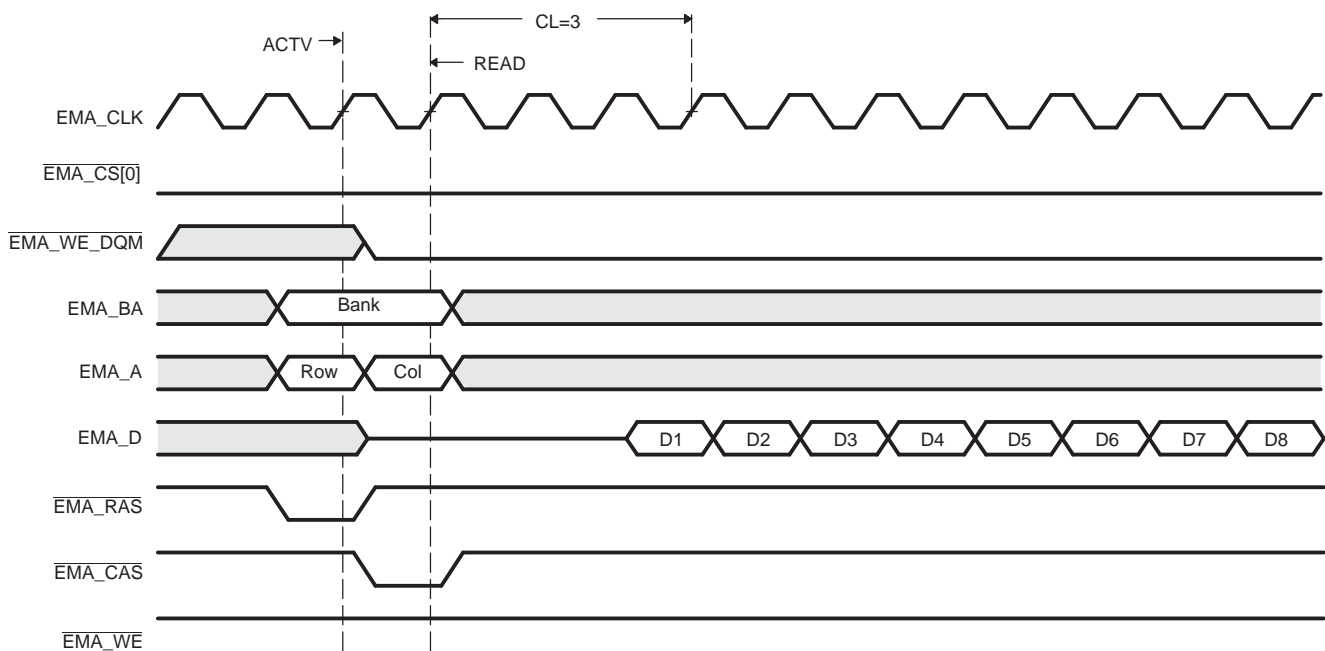 CL=3
ACTV
READ
EMA_CLK
EMA_CS[0]
EMA_WE_DQM
EMA_BA
Bank
EMA_A
Row
Col
EMA_D
D1
D2
D3
D4
D5
D6
D7
D8
EMA_RAS
EMA_CAS
EMA_WE